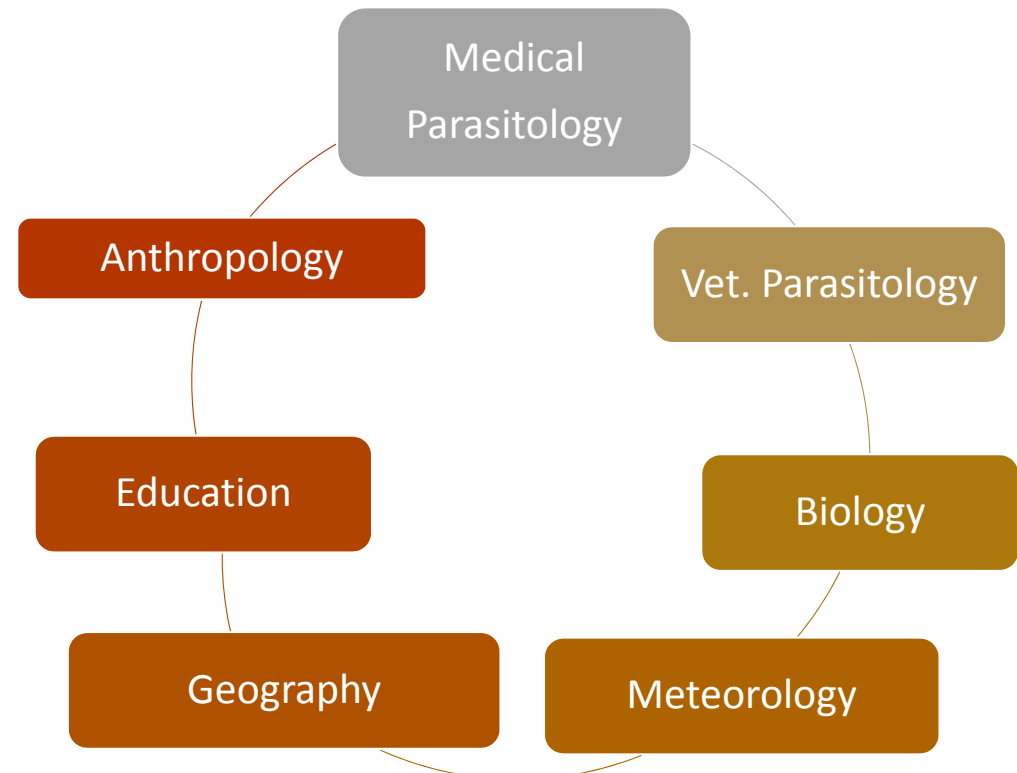 Medical
Parasitology
Anthropology
Vet. Parasitology
Education
Biology
Geography
Meteorology